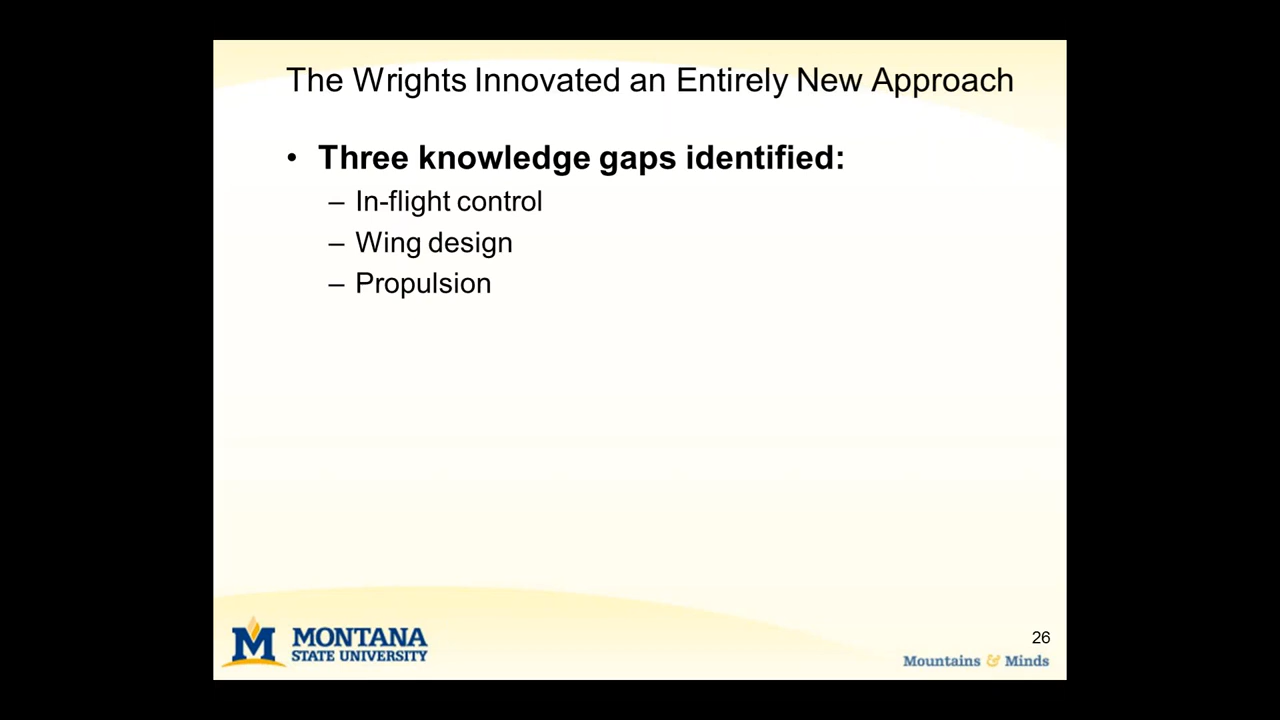 The Wrights Innovated an Entirely New Approach
• Three knowledge gaps identified:
– In-flight control
– Wing design
– Propulsion
M MONTANA
STATE UNIVERSITY
26
Mountains & Minds